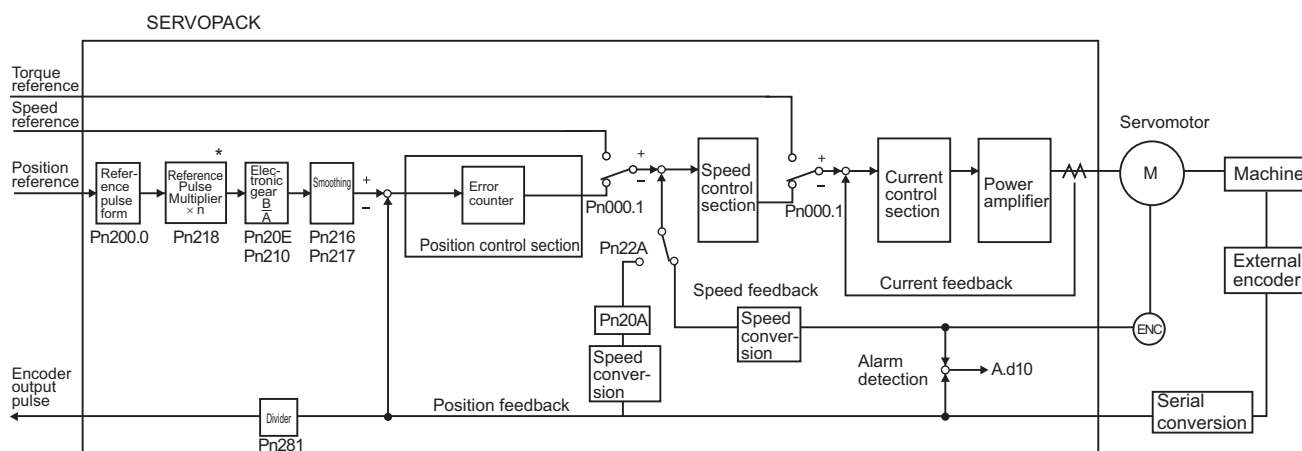 SERVOPACK
Torque
reference
Speed
reference
Position
reference
Refer-
ence
pulse
form
Pn200.0
*
Reference
Pulse
Multiplier
× n
Pn218
Elec-
tronic
gear
B
A
Pn20E
Pn210
Smoothing
Pn216
Pn217
+
−
Error
counter
Position control section
Pn000.1
+
−
Speed
control
section
Pn000.1
+
−
Current
control
section
Power
amplifier
Servomotor
M
Machine
External
encoder
Pn22A
Pn20A
Speed
conver-
sion
Speed feedback
Speed
conver-
sion
Current feedback
ENC
Alarm
detection
A.d10
Serial
conversion
Encoder
output
pulse
Divider
Pn281
Position feedback